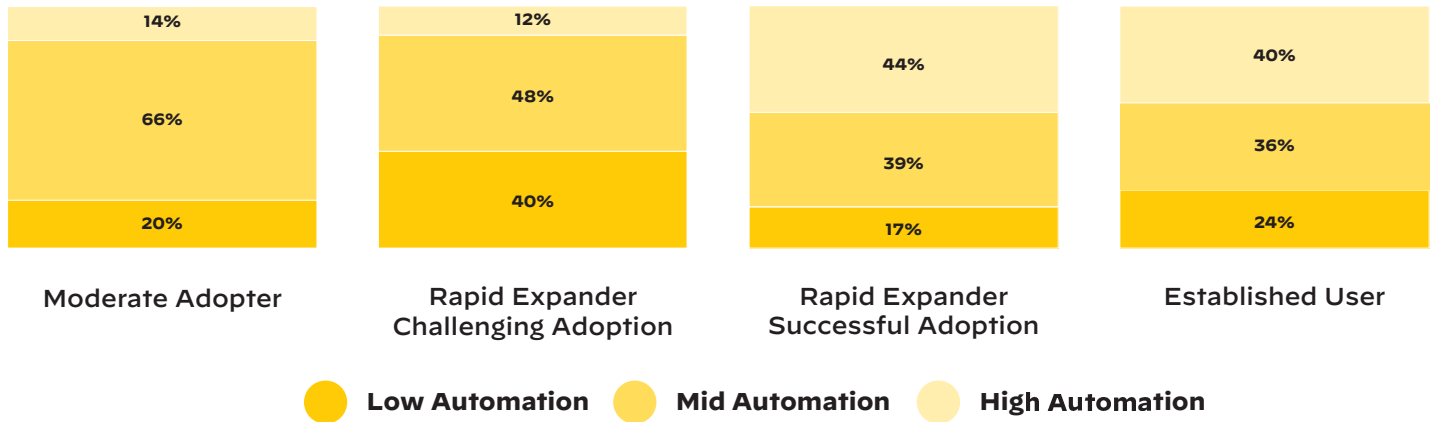 14%
66%
20%
Moderate Adopter
12%
48%
40%
Rapid Expander
Challenging Adoption
44%
39%
17%
Rapid Expander
Successful Adoption
40%
36%
24%
Established User
Low Automation
Mid Automation
High Automation